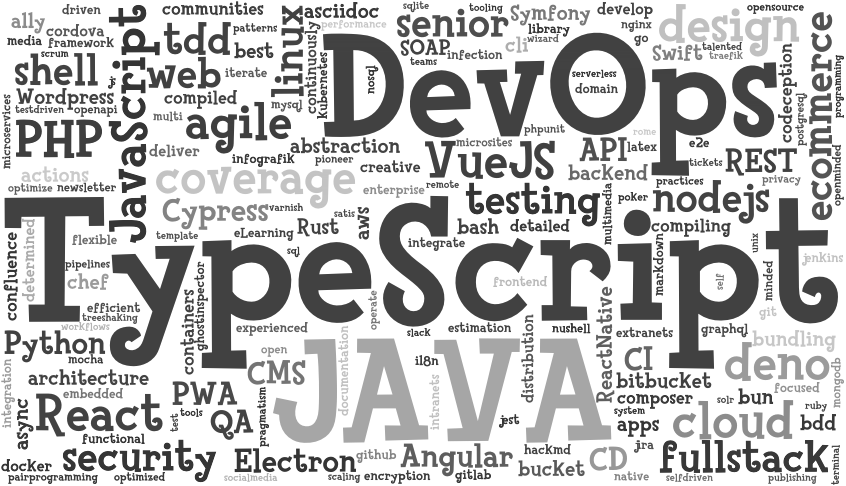 driven
communities
asciidoc
sqlite
tooling
Symfony
develop
opensource
ally
cordova
tdd
patterns
performance
senior
library
nginx
design
media
framework
best
linux
continuously
SOAP
cli
wizard
go
Swift
talented
traefik
ecommerce
programming
scrum
JavaScript
teams
infection
shell
js
web
iterate
kubernetes
nosql
DevOps
serverless
domain
codeception
postgresql
Wordpress
compiled
mysql
testdriven
openapi
microservices
PHP
multi
agile
phpunit
rome
deliver
abstraction
microsites
API
latex
e2e
infografik
pioneer
VueJS
tickets
REST
actions
coverage
creative
backend
privacy
openminded
optimize
newsletter
enterprise
remote
testing
practices
multimedia
poker
nodejs
Cypress
varnish
satis
aws
TypeScript
flexible
template
eLearning
Rust
bash
detailed
compiling
confluence
determined
integrate
unix
sql
markdown
minded
jenkins
pipelines
chef
ghostinspector
containers
frontend
self
efficient
treeshaking
operate
git
workflows
experienced
slack
estimation
nushell
extranets
graphql
bundling
Python
open
documentation
JAVA
distribution
ReactNative
mocha
il8n
CI
deno
integration
architecture
CMS
intranets
bitbucket
focused
mongodb
embedded
PWA
pragmatism
composer
solr
bun
React
test
tools
QA
jest
system
apps
cloud
ruby
bdd
async
functional
jira
docker
security
Electron
github
Angular
hackmd
bucket
CD
fullstack
terminal
pairprogramming
optimized
socialmedia
scaling
encryption
gitlab
native
selfdriven
publishing